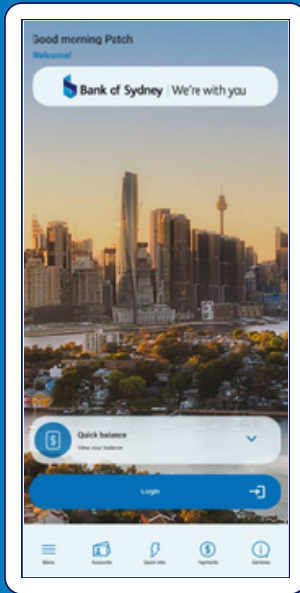 Good morning Patch
Welcome!
Bank of Sydney We're with you
Quick balance
View your balance
Login
Menu
Accounts
Quick links
Payments
Services